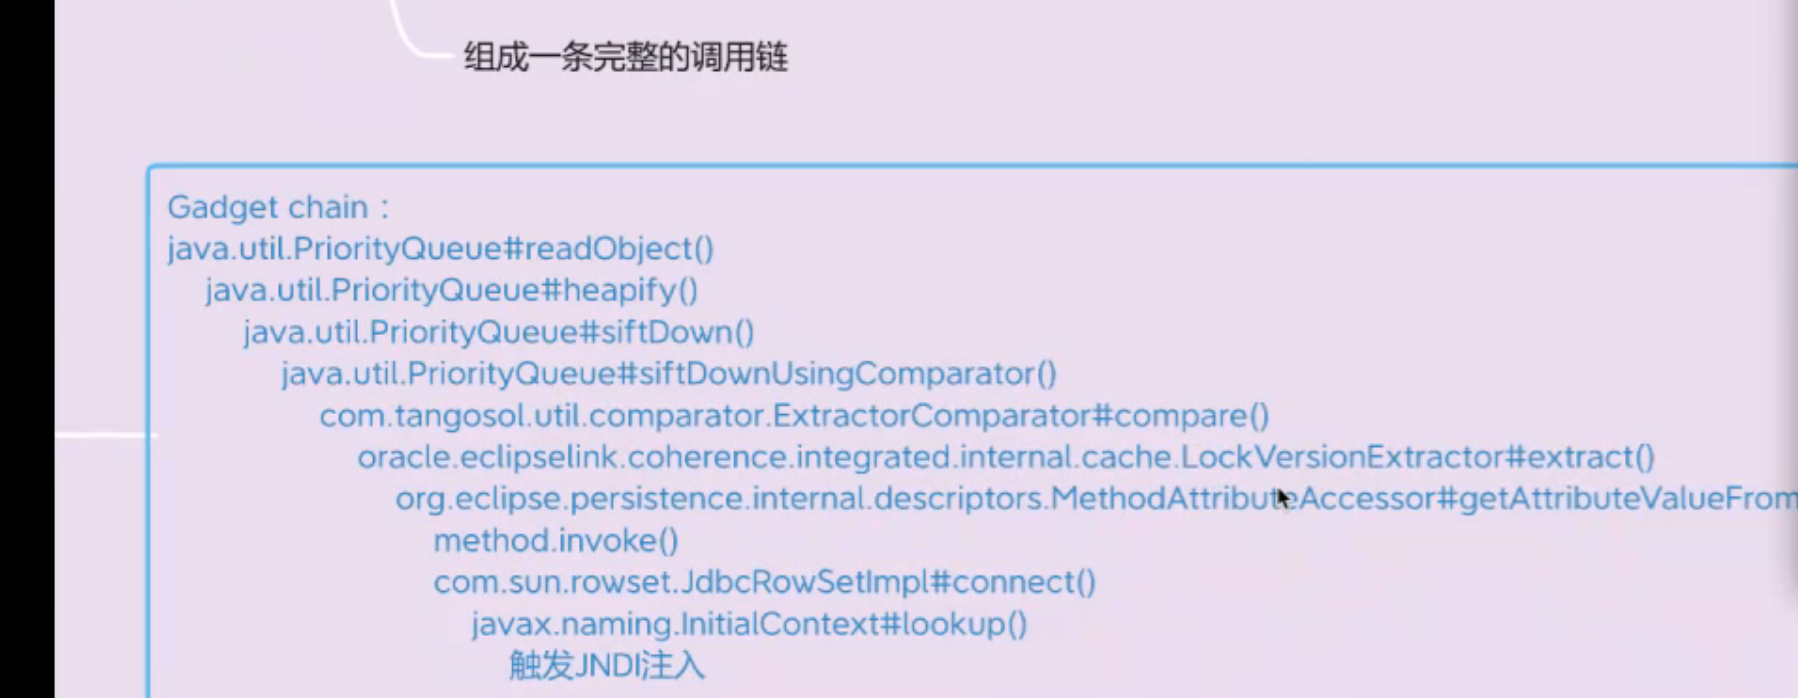 组成一条完整的调用链
Gadget chain：
java.util.PriorityQueue#readObject()
java.util.PriorityQueue#heapify()
java.util.PriorityQueue#siftDown()
java.util.PriorityQueue#siftDownUsingComparator()
com.tangosol.util.comparator.ExtractorComparator#compare()
oracle.eclipselink.coherence.integrated.internal.cache.LockVersionExtractor#extract()
org.eclipse.persistence.internal.descriptors.MethodAttributeAccessor#getAttributeValueFrom
method.invoke()
com.sun.rowset.JdbcRowSetImpl#connect()
javax.naming.InitialContext#lookup()
触发JNDI注入